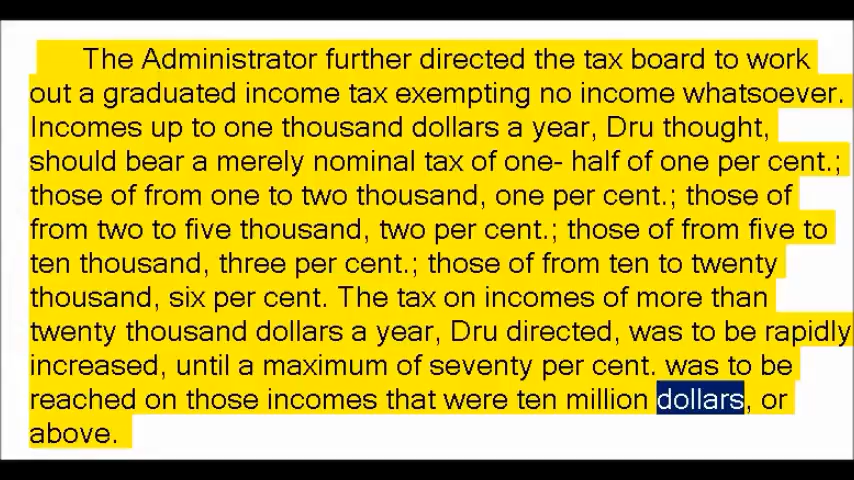 The Administrator further directed the tax board to work
out a graduated income tax exempting no income whatsoever.
Incomes up to one thousand dollars a year, Dru thought,
should bear a merely nominal tax of one- half of one per cent.;
those of from one to two thousand, one per cent.; those of
from two to five thousand, two per cent.; those of from five to
ten thousand, three per cent.; those of from ten to twenty
thousand, six per cent. The tax on incomes of more than
twenty thousand dollars a year, Dru directed, was to be rapidly
increased, until a maximum of seventy per cent. was to be
reached on those incomes that were ten million dollars, or
above.